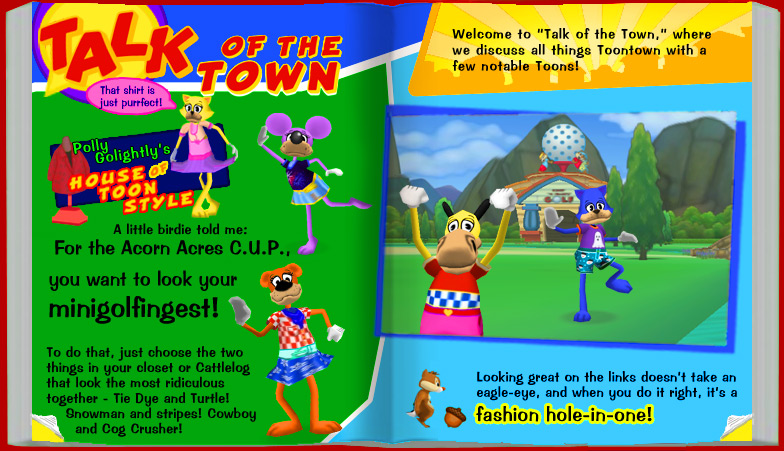 TALK
OF THE
TOWN
That shirt is
just purrfect!
Polly
Golightly's
HOUSE OF
TOON
STYLE
A little birdie told me:
For the Acorn Acres C.U.P.,
you want to look your
minigolfingest!
To do that, just choose the two
things in your closet or Cattlelog
that look the most ridiculous
together - Tie Dye and Turtle!
Snowman and stripes! Cowboy
and Cog Crusher!
Welcome to "Talk of the Town," where
we discuss all things Toontown with a
few notable Toons!
Looking great on the links doesn't take an
eagle-eye, and when you do it right, it's a
fashion hole-in-one!